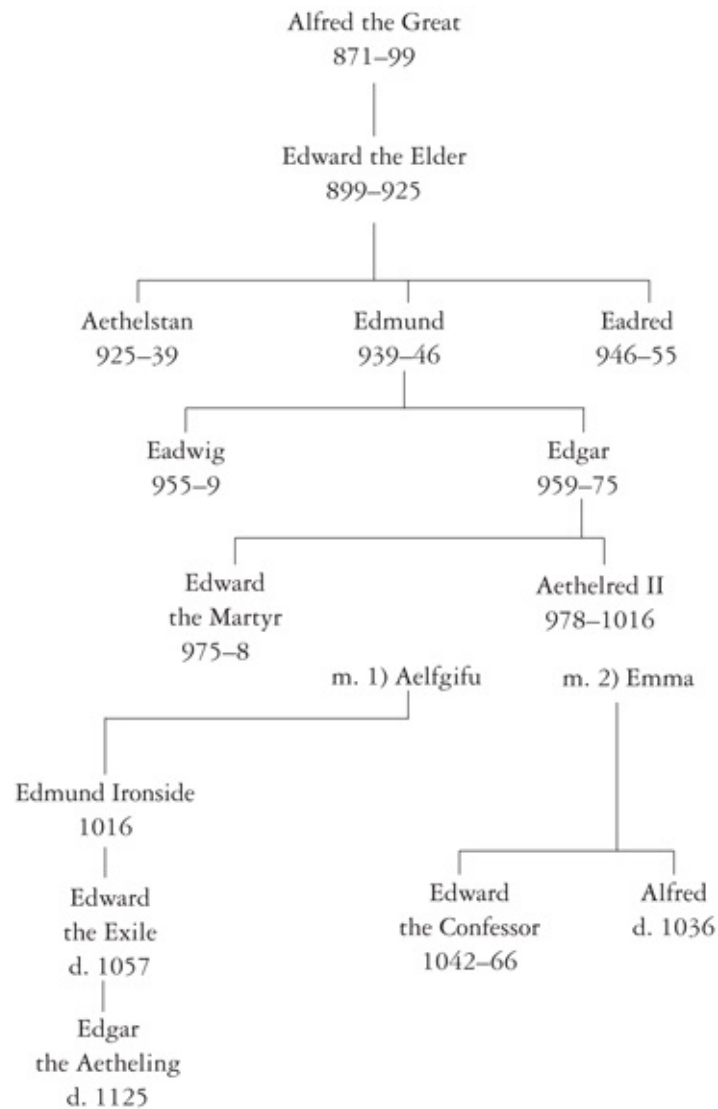 Alfred the Great
871–99
Edward the Elder
899–925
Aethelstan
925–39
Edmund
939–46
Eadred
946–55
Eadwig
955–9
Edgar
959–75
Edward
the Martyr
975–8
Aethelred II
978–1016
m. 1) Aelfgifu
m. 2) Emma
Edmund Ironside
1016
Edward
the Exile
d. 1057
Edgar
the Aetheling
d. 1125
Edward
the Confessor
1042–66
Alfred
d. 1036